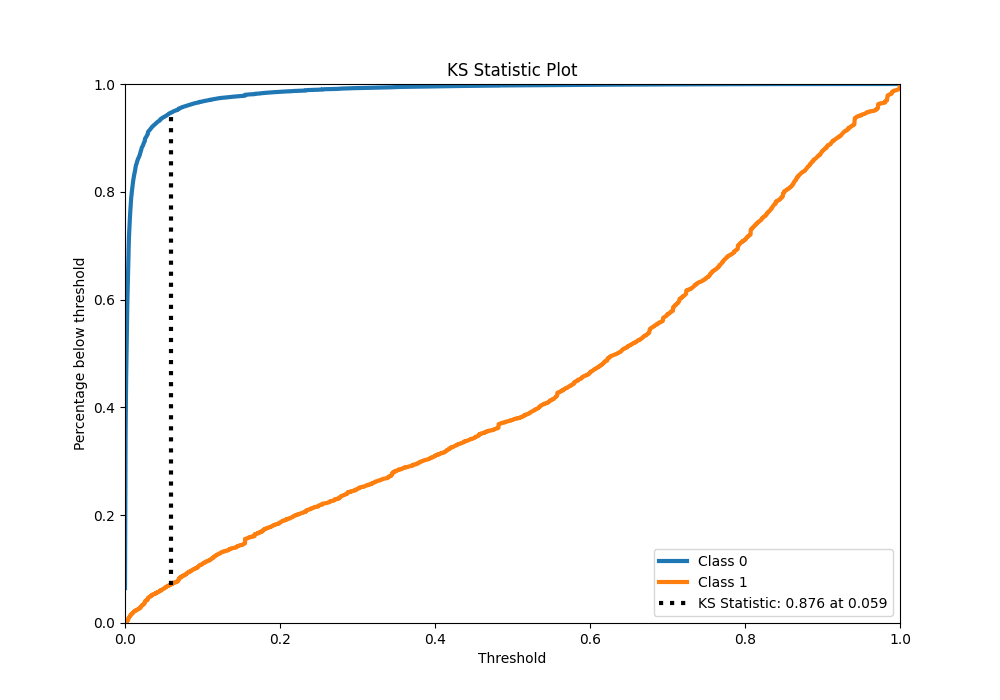 KS Statistic Plot
1.0
0.8
0.6
0.4
0.2
0.0
Percentage below threshold
0.0 0.2 0.4 0.6 0.8 1.0
Threshold
Class 0
Class 1
KS Statistic: 0.876 at 0.059